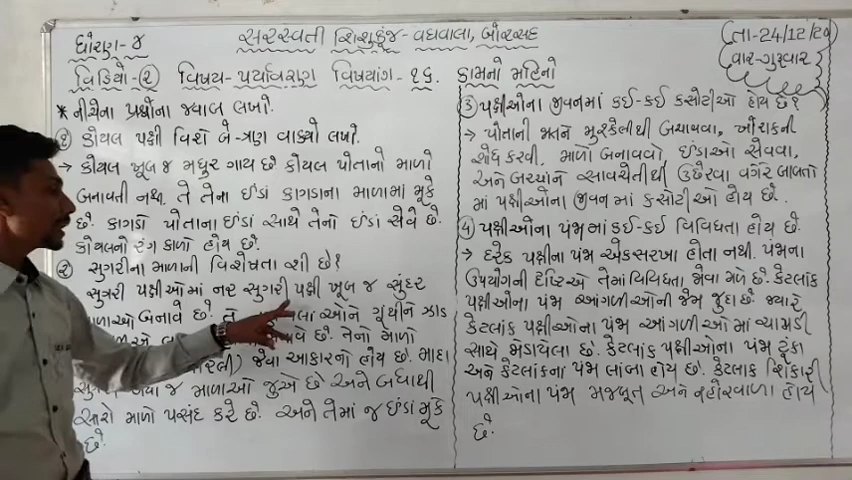 સરસ્વતી શિશુકુંજ - વઘવાલા, બોરસદ
ધોરણ-૪
તા-24/12/20
વાર-ગુરૂવાર
વિડિયો-(૨) વિષય-પર્યાવરણ વિષયાંગ-૧૬. કામનો મહિનો
* નીચેના પ્રશ્નોના જવાબ લખો.
(૧) કોયલ પક્ષી વિશે બે-ત્રણ વાક્યો લખો.
→ કોયલ ખૂબ જ મધુર ગાય છે. કોયલ પોતાનો માળો
બનાવતી નથી. તે તેના ઈંડાં કાગડાના માળામાં મૂકે
છે. કાગડો પોતાના ઈંડાં સાથે તેનાં ઈંડાં સેવે છે.
કોયલનો રંગ કાળો હોય છે.
(૨) સુગરીના માળાની વિશેષતા શી છે?
સુગરી પક્ષીઓમાં નર સુગરી પક્ષી ખૂબ જ સુંદર
માળાઓ બનાવે છે. તે ઓને ગૂંથીને ઝાડ
છે. તેનો માળો
જેવા આકારનો હોય છે. માદા
જ માળાઓ જુએ છે અને બધાથી
સારો માળો પસંદ કરે છે. અને તેમાં જ ઈંડાં મૂકે
છે.
(૩) પક્ષીઓના જીવનમાં કઈ-કઈ કસોટીઓ હોય છે?
→ પોતાની જાતને મુશ્કેલીથી બચાવવા, ખોરાકની
શોધ કરવી, માળો બનાવવો, ઈંડાઓ સેવવા,
અને બચ્ચાંને સાવચેતીથી ઉછેરવા વગેરે બાબતો
માં પક્ષીઓના જીવન માં કસોટીઓ હોય છે.
(૪) પક્ષીઓના પંજામાં કઈ-કઈ વિવિધતા હોય છે.
→ દરેક પક્ષીના પંજા એકસરખા હોતા નથી. પંજાના
ઉપયોગની દૃષ્ટિએ તેમાં વિવિધતા જોવા મળે છે. કેટલાંક
પક્ષીઓના પંજા આંગળીઓની જેમ જુદા છે. જ્યારે
કેટલાંક પક્ષીઓના પંજા આંગળીઓ માં ચામડી
સાથે જોડાયેલા છે. કેટલાંક પક્ષીઓના પંજા ટૂંકા
અને કેટલાંકના પંજા લાંબા હોય છે. કેટલાક શિકારી
પક્ષીઓના પંજા મજબૂત અને નહોરવાળા હોય
છે.